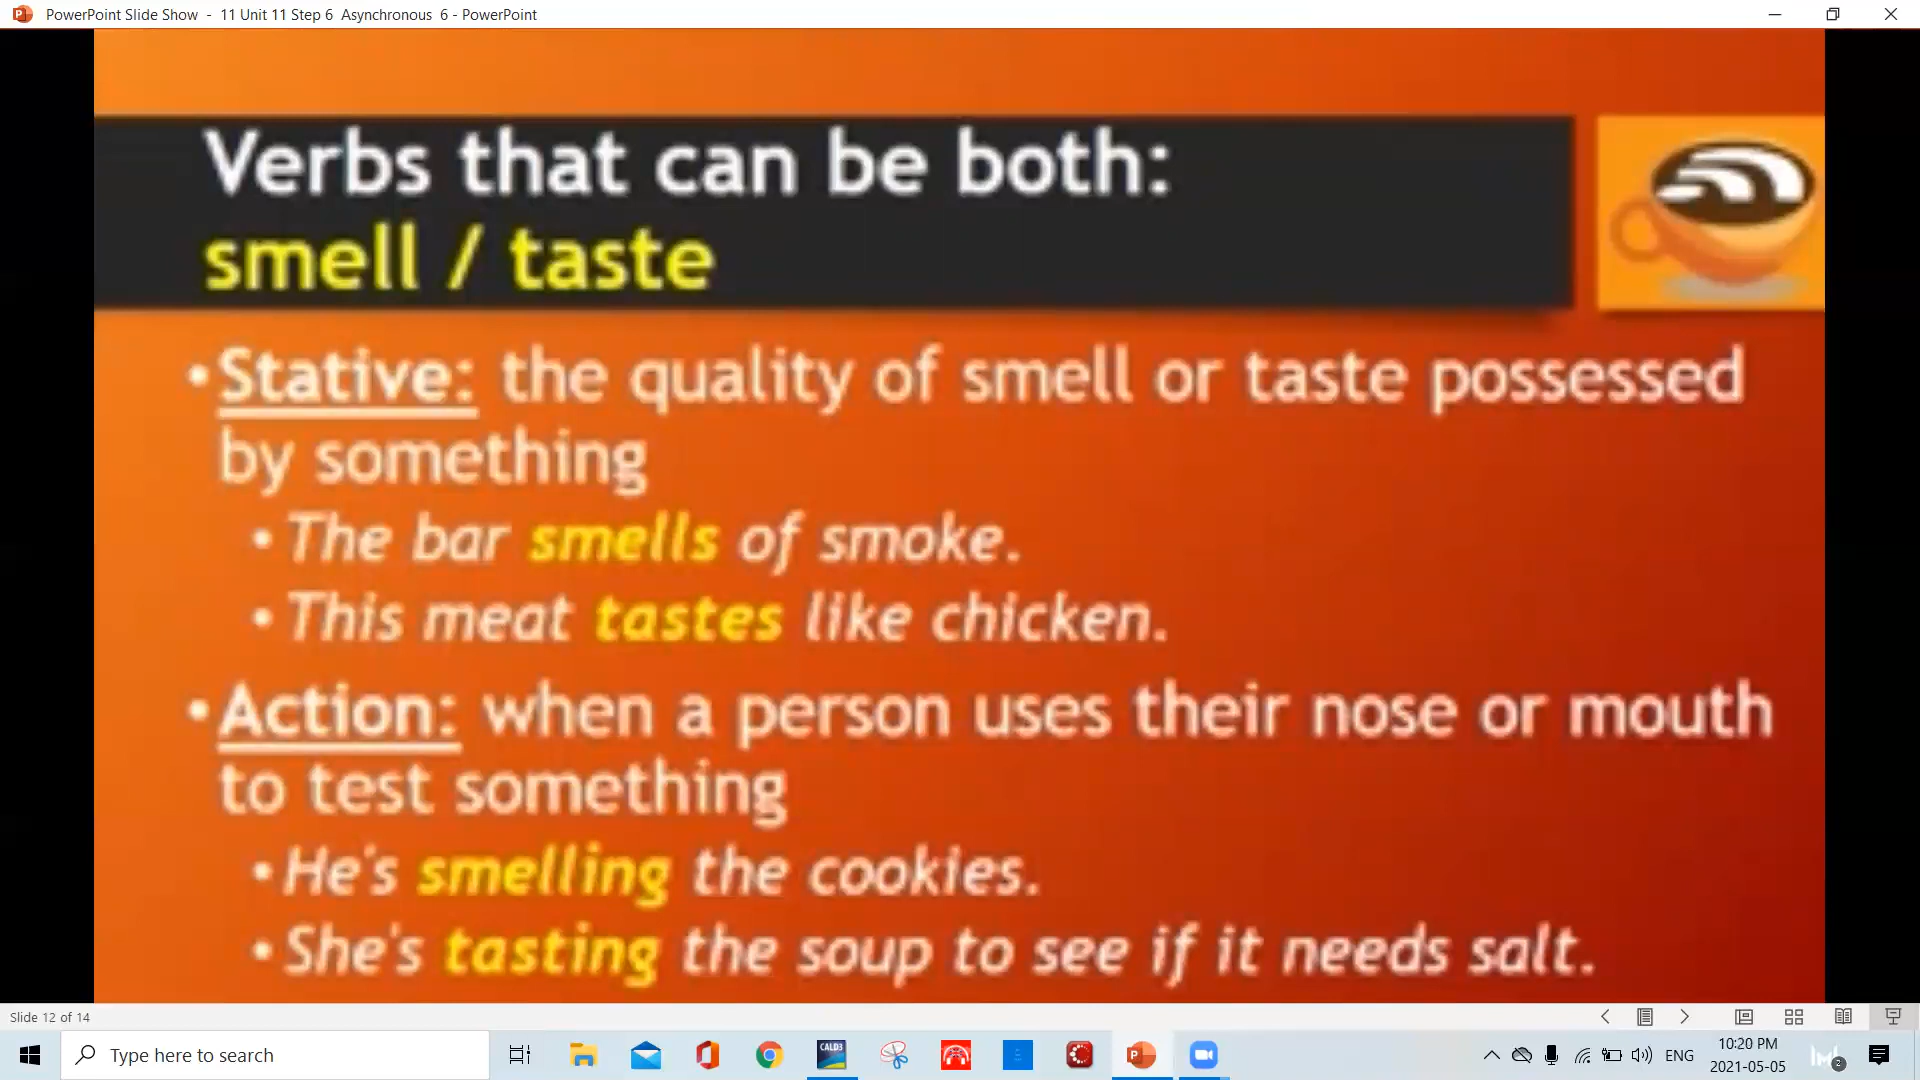 PowerPoint Slide Show  -  11 Unit 11 Step 6  Asynchronous  6 - PowerPoint
Verbs that can be both:
smell / taste
• Stative: the quality of smell or taste possessed
by something
• The bar smells of smoke.
• This meat tastes like chicken.
• Action: when a person uses their nose or mouth
to test something
• He's smelling the cookies.
• She's tasting the soup to see if it needs salt.
Slide 12 of 14
Type here to search
CALD3
ENG
10:20 PM
2021-05-05
2